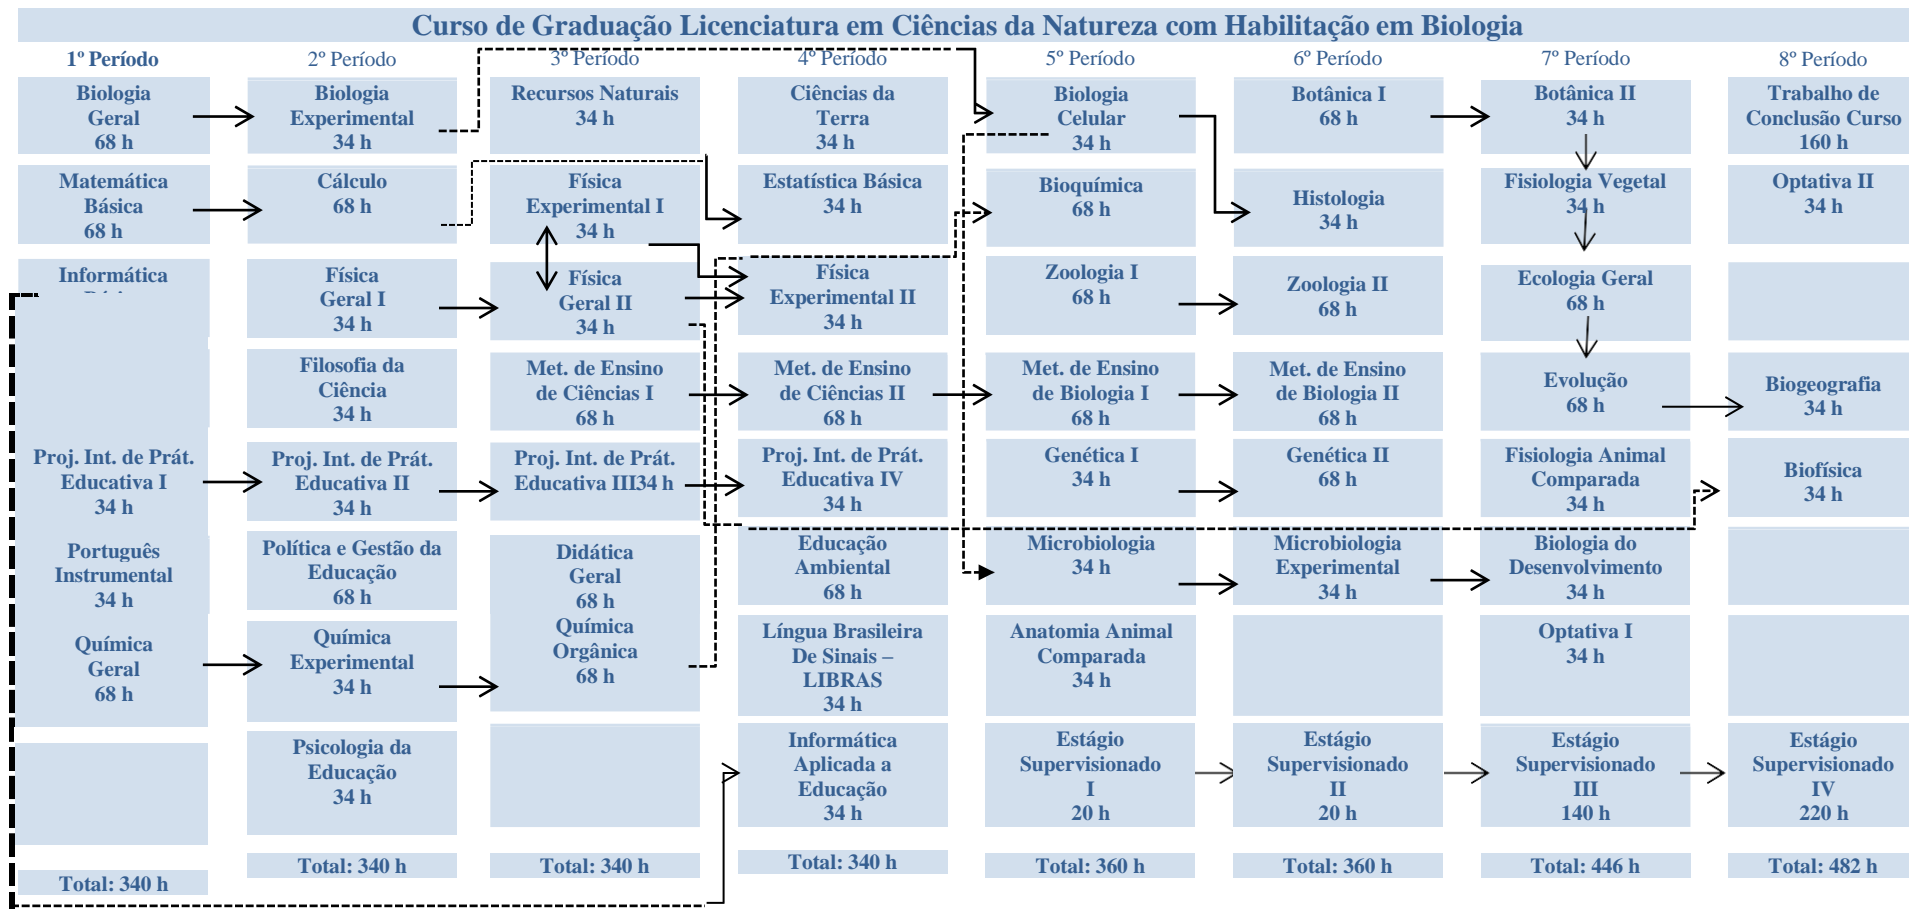 Curso de Graduação Licenciatura em Ciências da Natureza com Habilitação em Biologia
1º Período
Biologia
Geral
68 h
Matemática
Básica
68 h
Informática
Proj. Int. de Prát.
Educativa I
34 h
Português
Instrumental
34 h
Química
Geral
68 h
Total: 340 h
2º Período
Biologia
Experimental
34 h
Cálculo
68 h
Física
Geral I
34 h
Filosofia da
Ciência
34 h
Proj. Int. de Prát.
Educativa II
34 h
Política e Gestão da
Educação
68 h
Química
Experimental
34 h
Psicologia da
Educação
34 h
Total: 340 h
3º Período
Recursos Naturais
34 h
Física
Experimental I
34 h
Física
Geral II
34 h
Met. de Ensino
de Ciências I
68 h
Proj. Int. de Prát.
Educativa III34 h
Didática
Geral
68 h
Química
Orgânica
68 h
Total: 340 h
4º Período
Ciências da
Terra
34 h
Estatística Básica
34 h
Física
Experimental II
34 h
Met. de Ensino
de Ciências II
68 h
Proj. Int. de Prát.
Educativa IV
34 h
Educação
Ambiental
68 h
Língua Brasileira
De Sinais –
LIBRAS
34 h
Informática
Aplicada a
Educação
34 h
Total: 340 h
5º Período
Biologia
Celular
34 h
Bioquímica
68 h
Zoologia I
68 h
Met. de Ensino
de Biologia I
68 h
Genética I
34 h
Microbiologia
34 h
Anatomia Animal
Comparada
34 h
Estágio
Supervisionado
I
20 h
Total: 360 h
6º Período
Botânica I
68 h
Histologia
34 h
Zoologia II
68 h
Met. de Ensino
de Biologia II
68 h
Genética II
68 h
Microbiologia
Experimental
34 h
Estágio
Supervisionado
II
20 h
Total: 360 h
7º Período
Botânica II
34 h
Fisiologia Vegetal
34 h
Ecologia Geral
68 h
Evolução
68 h
Fisiologia Animal
Comparada
34 h
Biologia do
Desenvolvimento
34 h
Optativa I
34 h
Estágio
Supervisionado
III
140 h
Total: 446 h
8º Período
Trabalho de
Conclusão Curso
160 h
Optativa II
34 h
Biogeografia
34 h
Biofísica
34 h
Estágio
Supervisionado
IV
220 h
Total: 482 h